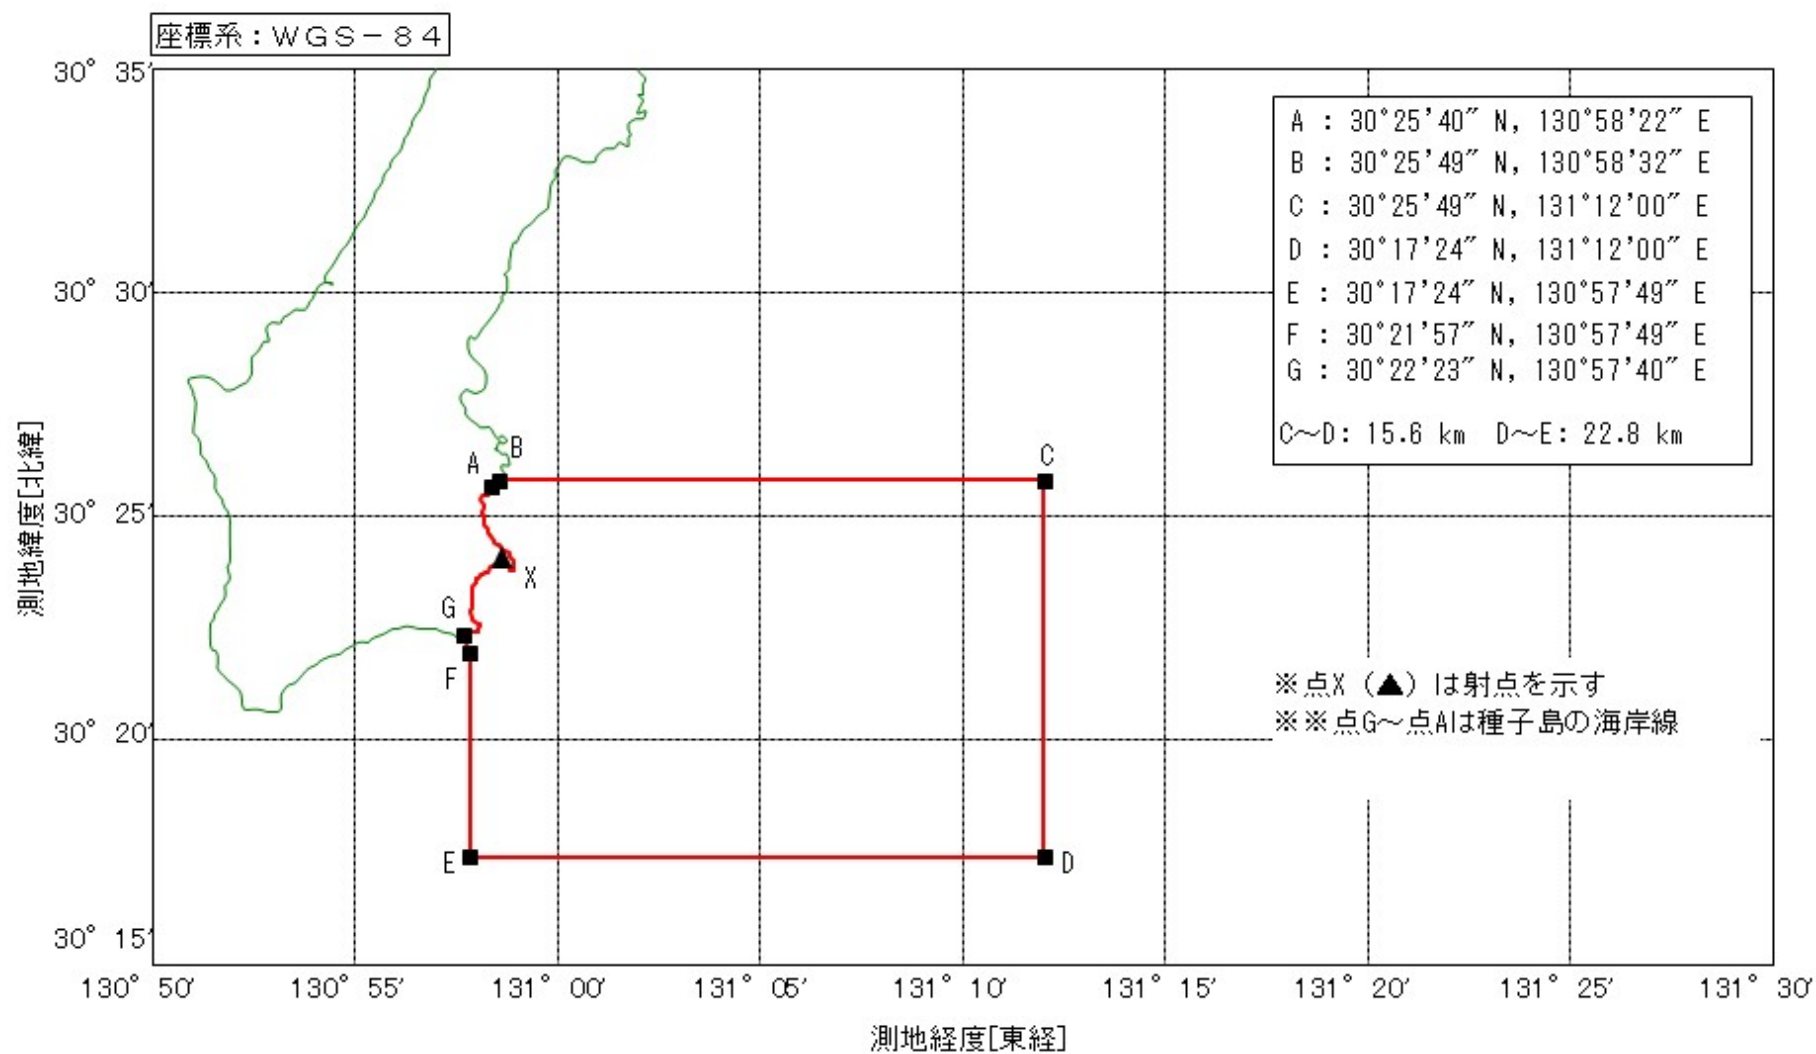 座標系：ＷＧＳ－８４
30° 35′
30° 30′
30° 25′
30° 20′
30° 15′
測地緯度[北緯]
A : 30°25’40” N, 130°58’22” E
B : 30°25’49” N, 130°58’32” E
C : 30°25’49” N, 131°12’00” E
D : 30°17’24” N, 131°12’00” E
E : 30°17’24” N, 130°57’49” E
F : 30°21’57” N, 130°57’49” E
G : 30°22’23” N, 130°57’40” E
C～D: 15.6 km D～E: 22.8 km
A
B
C
X
G
F
E
D
※点X（▲）は射点を示す
※※点G～点Aは種子島の海岸線
130° 50′ 130° 55′ 131° 00′ 131° 05′ 131° 10′ 131° 15′ 131° 20′ 131° 25′ 131° 30′
測地経度[東経]